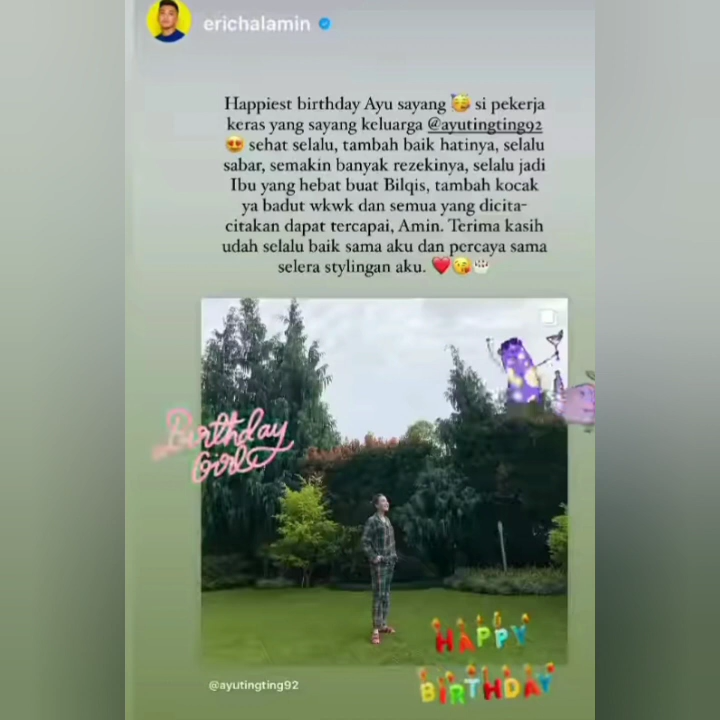 erichalamin
Happiest birthday Ayu sayang 🥳 si pekerja
keras yang sayang keluarga @ayutingting92
😍 sehat selalu, tambah baik hatinya, selalu
sabar, semakin banyak rezekinya, selalu jadi
Ibu yang hebat buat Bilqis, tambah kocak
ya badut wkwk dan semua yang dicita-
citakan dapat tercapai, Amin. Terima kasih
udah selalu baik sama aku dan percaya sama
selera stylingan aku. ❤️😘🎂
Birthday
Girl
HAPPY
BIRTHDAY
@ayutingting92